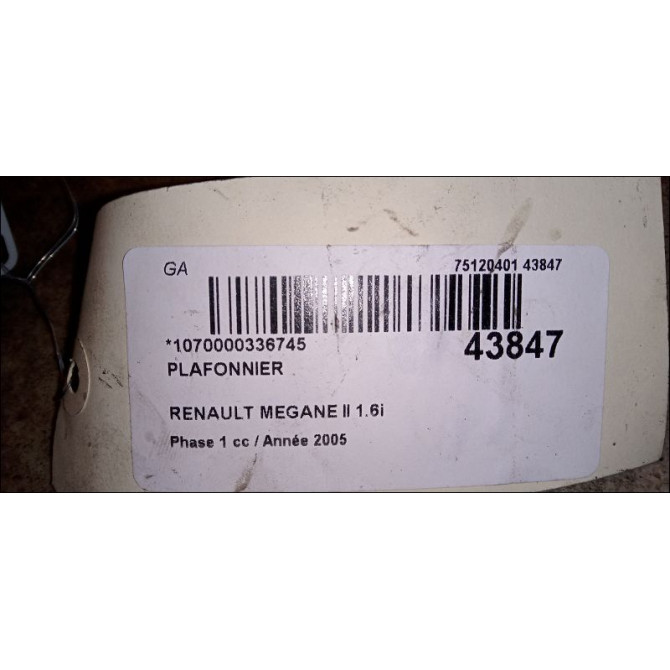 GA 75120401 43847
*1070000336745 43847
PLAFONNIER
RENAULT MEGANE II 1.6i
Phase 1 cc / Année 2005